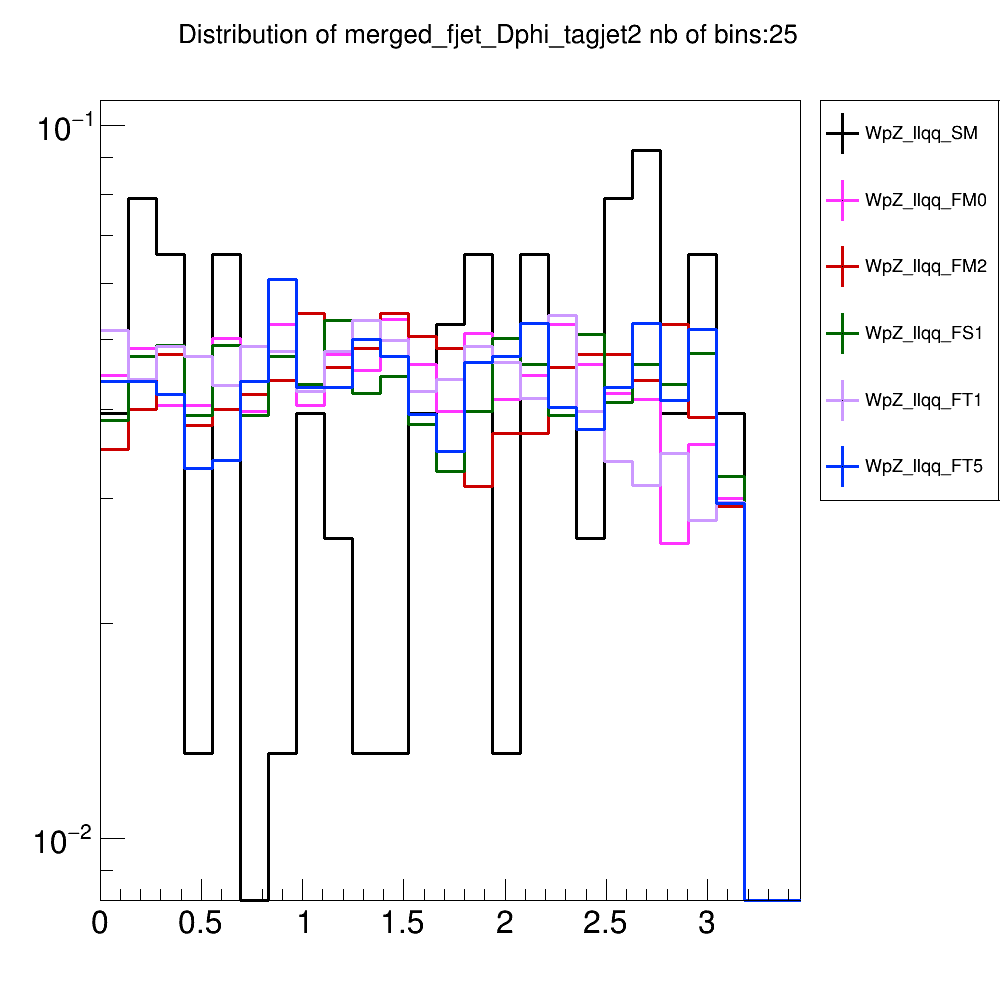 Distribution of merged_fjet_Dphi_tagjet2 nb of bins:25
10⁻¹
10⁻²
0 0.5 1 1.5 2 2.5 3
WpZ_llqq_SM
WpZ_llqq_FM0
WpZ_llqq_FM2
WpZ_llqq_FS1
WpZ_llqq_FT1
WpZ_llqq_FT5